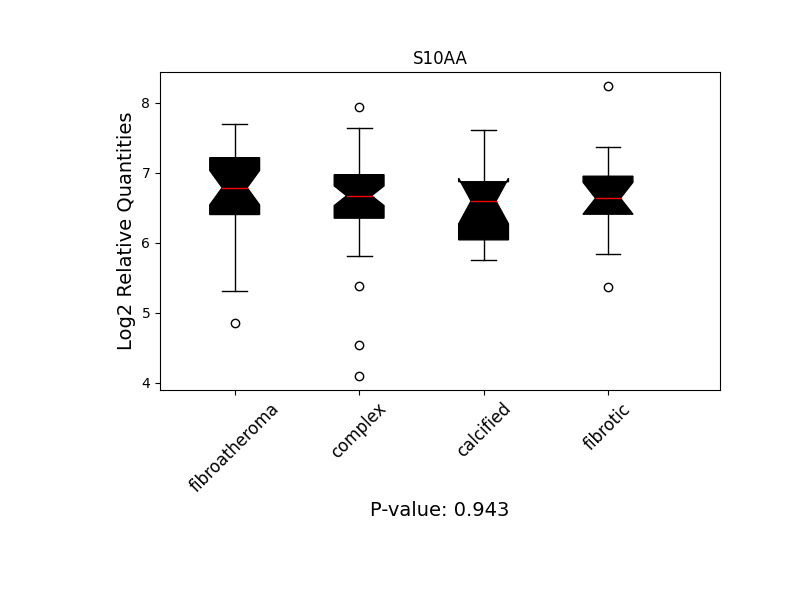 S10AA
Log2 Relative Quantities
8
7
6
5
4
fibroatheroma
complex
calcified
fibrotic
P-value: 0.943